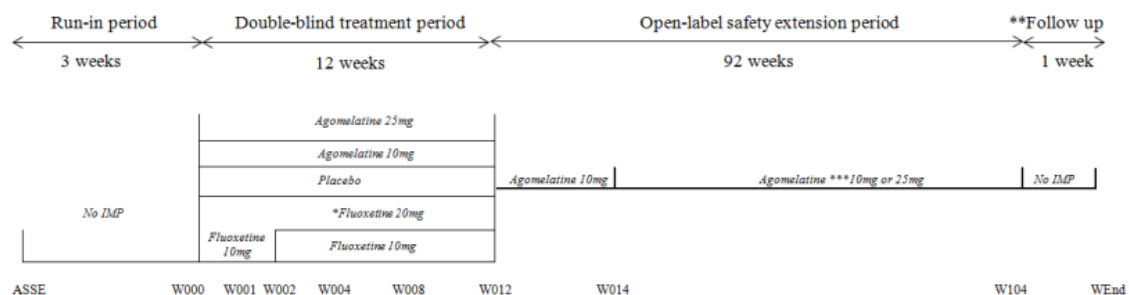 Run-in period Double-blind treatment period Open-label safety extension period **Follow up
3 weeks 12 weeks 92 weeks 1 week
Agomelatine 25mg
Agomelatine 10mg
Placebo Agomelatine 10mg Agomelatine ***10mg or 25mg No IMP
No IMP *Fluoxetine 20mg
Fluoxetine
10mg
Fluoxetine 10mg
ASSE W000 W001 W002 W004 W008 W012 W014 W104 WEnd